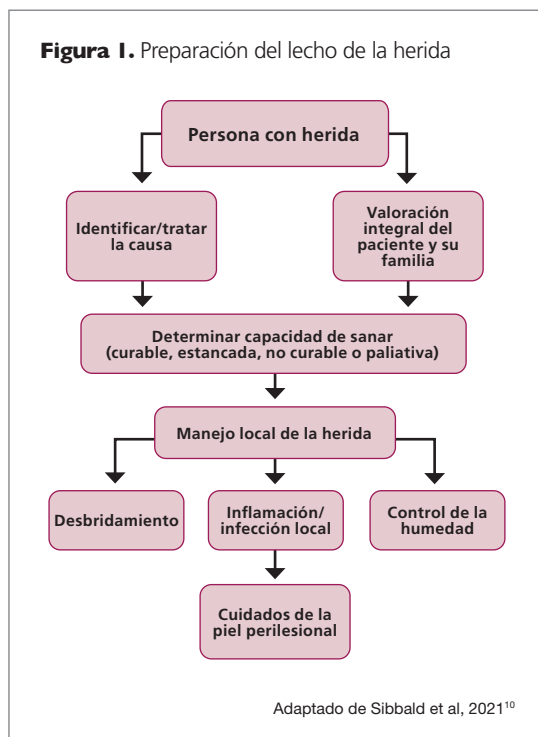 Figura 1. Preparación del lecho de la herida
Persona con herida
Identificar/tratar
la causa
Valoración
integral del
paciente y su
familia
Determinar capacidad de sanar
(curable, estancada, no curable o paliativa)
Manejo local de la herida
Desbridamiento
Inflamación/
infección local
Control de la
humedad
Cuidados de la
piel perilesional
Adaptado de Sibbald et al, 2021¹⁰